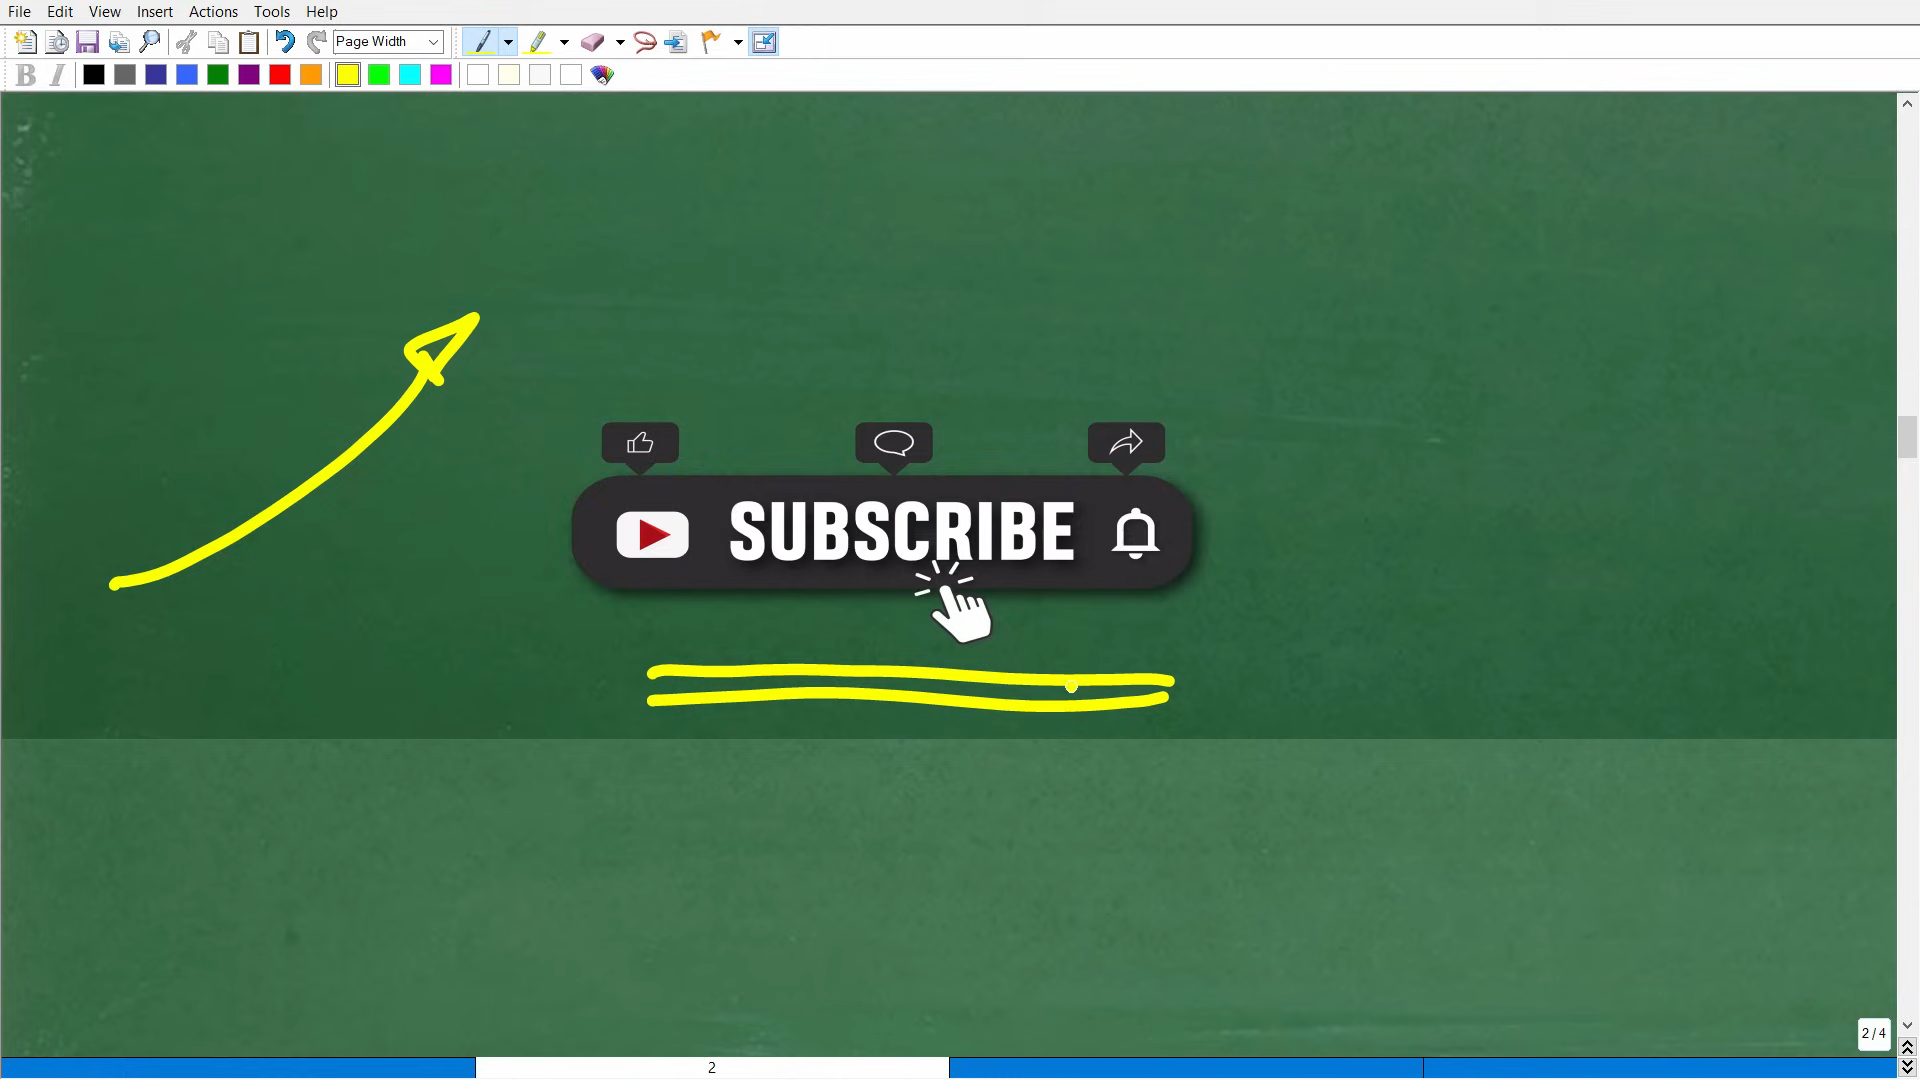 File Edit View Insert Actions Tools Help
Page Width
B I
SUBSCRIBE
2 / 4
2